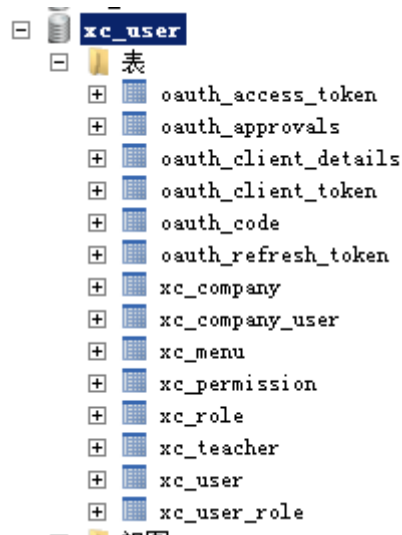 xc_user
表
oauth_access_token
oauth_approvals
oauth_client_details
oauth_client_token
oauth_code
oauth_refresh_token
xc_company
xc_company_user
xc_menu
xc_permission
xc_role
xc_teacher
xc_user
xc_user_role